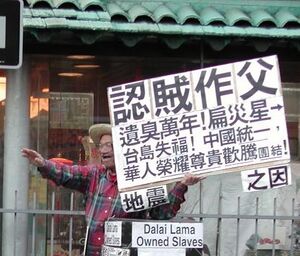 認賊作父
遺臭萬年！扁災星→
台島失福！中國統一，
華人榮耀尊貴歡騰團結！
地震
之因
Dalai Lama
Owned Slaves